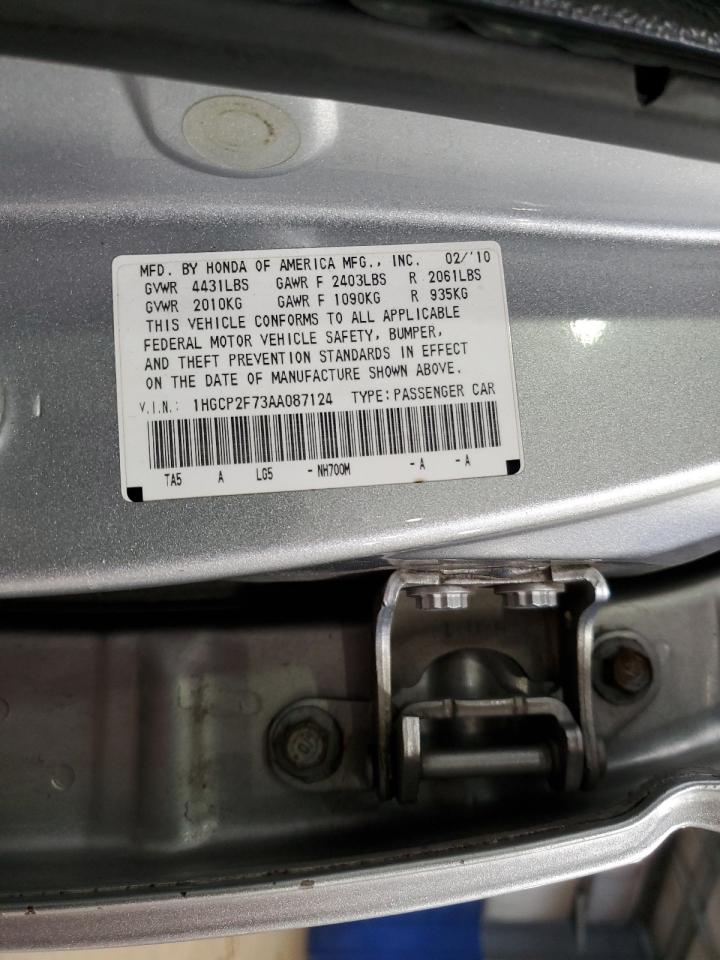 MFD. BY HONDA OF AMERICA MFG., INC. 02/'10
GVWR 4431LBS GAWR F 2403LBS R 2061LBS
GVWR 2010KG GAWR F 1090KG R 935KG
THIS VEHICLE CONFORMS TO ALL APPLICABLE
FEDERAL MOTOR VEHICLE SAFETY, BUMPER,
AND THEFT PREVENTION STANDARDS IN EFFECT
ON THE DATE OF MANUFACTURE SHOWN ABOVE.
V.I.N.: 1HGCP2F73AA087124 TYPE: PASSENGER CAR
TA5 A LG5 -NH700M -A -A